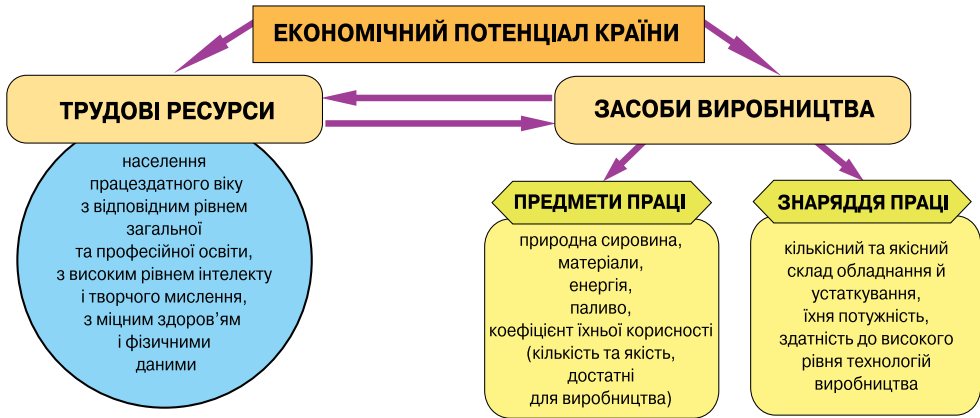 ЕКОНОМІЧНИЙ ПОТЕНЦІАЛ КРАЇНИ
ТРУДОВІ РЕСУРСИ
населення
працездатного віку
з відповідним рівнем
загальної
та професійної освіти,
з високим рівнем інтелекту
і творчого мислення,
з міцним здоров’ям
і фізичними
даними
ЗАСОБИ ВИРОБНИЦТВА
ПРЕДМЕТИ ПРАЦІ
природна сировина,
матеріали,
енергія,
паливо,
коефіцієнт їхньої корисності
(кількість та якість,
достатні
для виробництва)
ЗНАРЯДДЯ ПРАЦІ
кількісний та якісний
склад обладнання й
устаткування,
їхня потужність,
здатність до високого
рівня технологій
виробництва